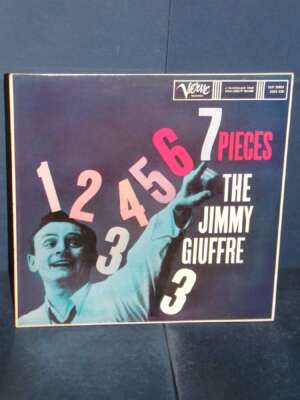 Verve
1
2
3
4
5
6
7 PIECES
THE
JIMMY
GIUFFRE
3